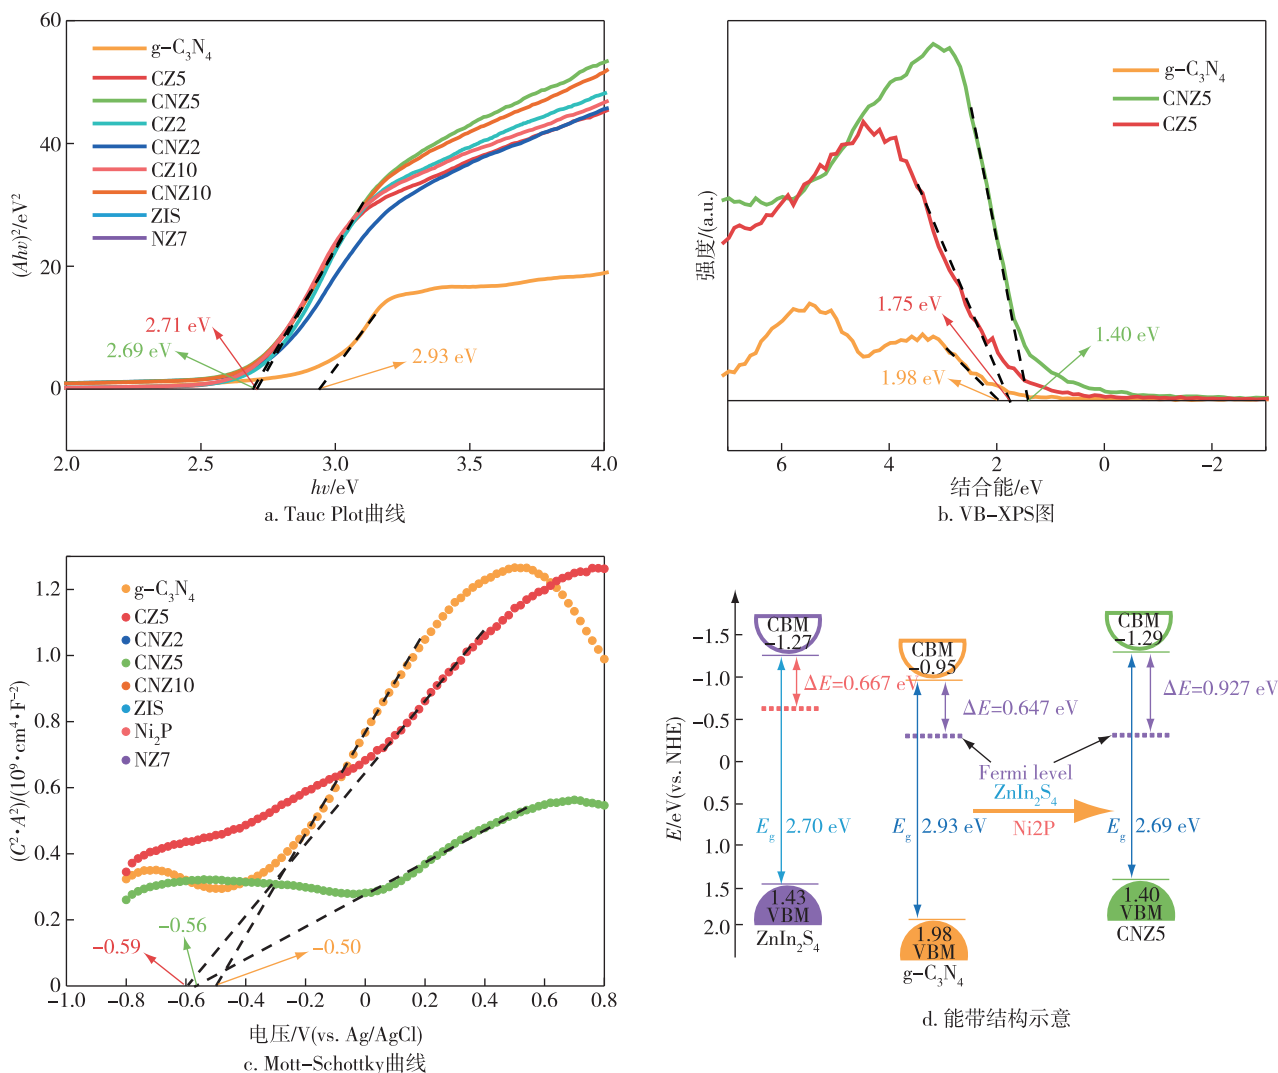 60
40
20
0
(Ahν)²/eV²
g−C₃N₄
CZ5
CNZ5
CZ2
CNZ2
CZ10
CNZ10
ZIS
NZ7
2.71 eV
2.69 eV
2.93 eV
2.0 2.5 3.0 3.5 4.0
hν/eV
a. Tauc Plot曲线
强度/(a.u.)
g−C₃N₄
CNZ5
CZ5
1.75 eV
1.40 eV
1.98 eV
6 4 2 0 −2
结合能/eV
b. VB−XPS图
1.2
1.0
0.8
0.6
0.4
0.2
0
(C²•A²)/(10⁹•cm⁴•F⁻²)
g−C₃N₄
CZ5
CNZ2
CNZ5
CNZ10
ZIS
Ni₂P
NZ7
−0.56
−0.59
−0.50
−1.0 −0.8 −0.6 −0.4 −0.2 0 0.2 0.4 0.6 0.8
电压/V(vs. Ag/AgCl)
c. Mott−Schottky曲线
E/eV(vs. NHE)
−1.5
−1.0
−0.5
0
0.5
1.0
1.5
2.0
CBM
−1.27
ΔE=0.667 eV
E₉ 2.70 eV
1.43
VBM
ZnIn₂S₄
CBM
−0.95
ΔE=0.647 eV
Fermi level
ZnIn₂S₄
Ni2P
E₉ 2.93 eV
1.98
VBM
g−C₃N₄
CBM
−1.29
ΔE=0.927 eV
E₉ 2.69 eV
1.40
VBM
CNZ5
d. 能带结构示意